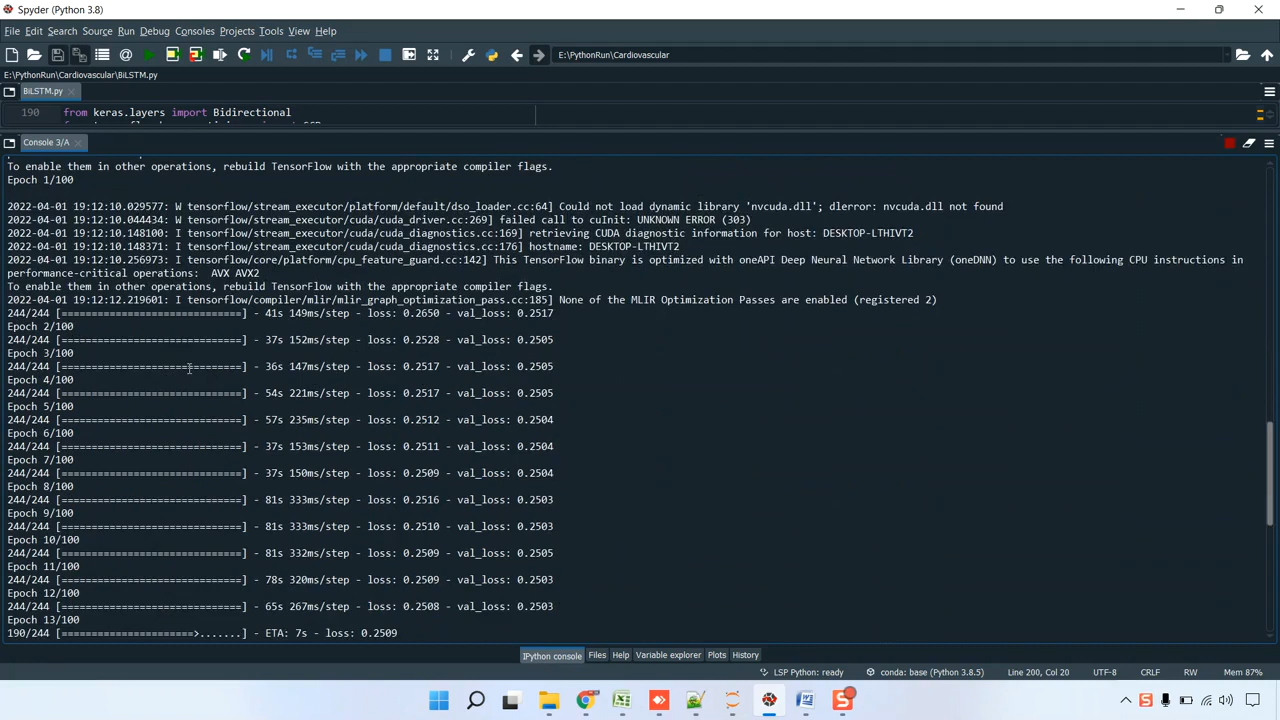 Spyder (Python 3.8)
File Edit Search Source Run Debug Consoles Projects Tools View Help
E:\PythonRun\Cardiovascular
E:\PythonRun\Cardiovascular\BiLSTM.py
BiLSTM.py
190 from keras.layers import Bidirectional
Console 3/A
To enable them in other operations, rebuild TensorFlow with the appropriate compiler flags.
Epoch 1/100
2022-04-01 19:12:10.029577: W tensorflow/stream_executor/platform/default/dso_loader.cc:64] Could not load dynamic library 'nvcuda.dll'; dlerror: nvcuda.dll not found
2022-04-01 19:12:10.044434: W tensorflow/stream_executor/cuda/cuda_driver.cc:269] failed call to cuInit: UNKNOWN ERROR (303)
2022-04-01 19:12:10.148100: I tensorflow/stream_executor/cuda/cuda_diagnostics.cc:169] retrieving CUDA diagnostic information for host: DESKTOP-LTHIVT2
2022-04-01 19:12:10.148371: I tensorflow/stream_executor/cuda/cuda_diagnostics.cc:176] hostname: DESKTOP-LTHIVT2
2022-04-01 19:12:10.256973: I tensorflow/core/platform/cpu_feature_guard.cc:142] This TensorFlow binary is optimized with oneAPI Deep Neural Network Library (oneDNN) to use the following CPU instructions in
performance-critical operations:  AVX AVX2
To enable them in other operations, rebuild TensorFlow with the appropriate compiler flags.
2022-04-01 19:12:12.219601: I tensorflow/compiler/mlir/mlir_graph_optimization_pass.cc:185] None of the MLIR Optimization Passes are enabled (registered 2)
244/244 [==============================] - 41s 149ms/step - loss: 0.2650 - val_loss: 0.2517
Epoch 2/100
244/244 [==============================] - 37s 152ms/step - loss: 0.2528 - val_loss: 0.2505
Epoch 3/100
244/244 [==============================] - 36s 147ms/step - loss: 0.2517 - val_loss: 0.2505
Epoch 4/100
244/244 [==============================] - 54s 221ms/step - loss: 0.2517 - val_loss: 0.2505
Epoch 5/100
244/244 [==============================] - 57s 235ms/step - loss: 0.2512 - val_loss: 0.2504
Epoch 6/100
244/244 [==============================] - 37s 153ms/step - loss: 0.2511 - val_loss: 0.2504
Epoch 7/100
244/244 [==============================] - 37s 150ms/step - loss: 0.2509 - val_loss: 0.2504
Epoch 8/100
244/244 [==============================] - 81s 333ms/step - loss: 0.2516 - val_loss: 0.2503
Epoch 9/100
244/244 [==============================] - 81s 333ms/step - loss: 0.2510 - val_loss: 0.2503
Epoch 10/100
244/244 [==============================] - 81s 332ms/step - loss: 0.2509 - val_loss: 0.2505
Epoch 11/100
244/244 [==============================] - 78s 320ms/step - loss: 0.2509 - val_loss: 0.2503
Epoch 12/100
244/244 [==============================] - 65s 267ms/step - loss: 0.2508 - val_loss: 0.2503
Epoch 13/100
190/244 [======================>.......] - ETA: 7s - loss: 0.2509
IPython console Files Help Variable explorer Plots History
LSP Python: ready conda: base (Python 3.8.5) Line 200, Col 20 UTF-8 CRLF RW Mem 87%